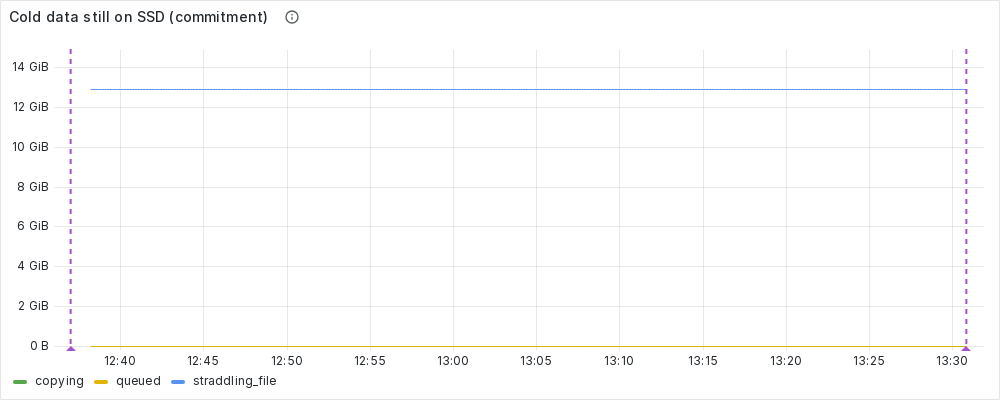 Cold data still on SSD (commitment)
14 GiB
12 GiB
10 GiB
8 GiB
6 GiB
4 GiB
2 GiB
0 B
12:40 12:45 12:50 12:55 13:00 13:05 13:10 13:15 13:20 13:25 13:30
copying queued straddling_file